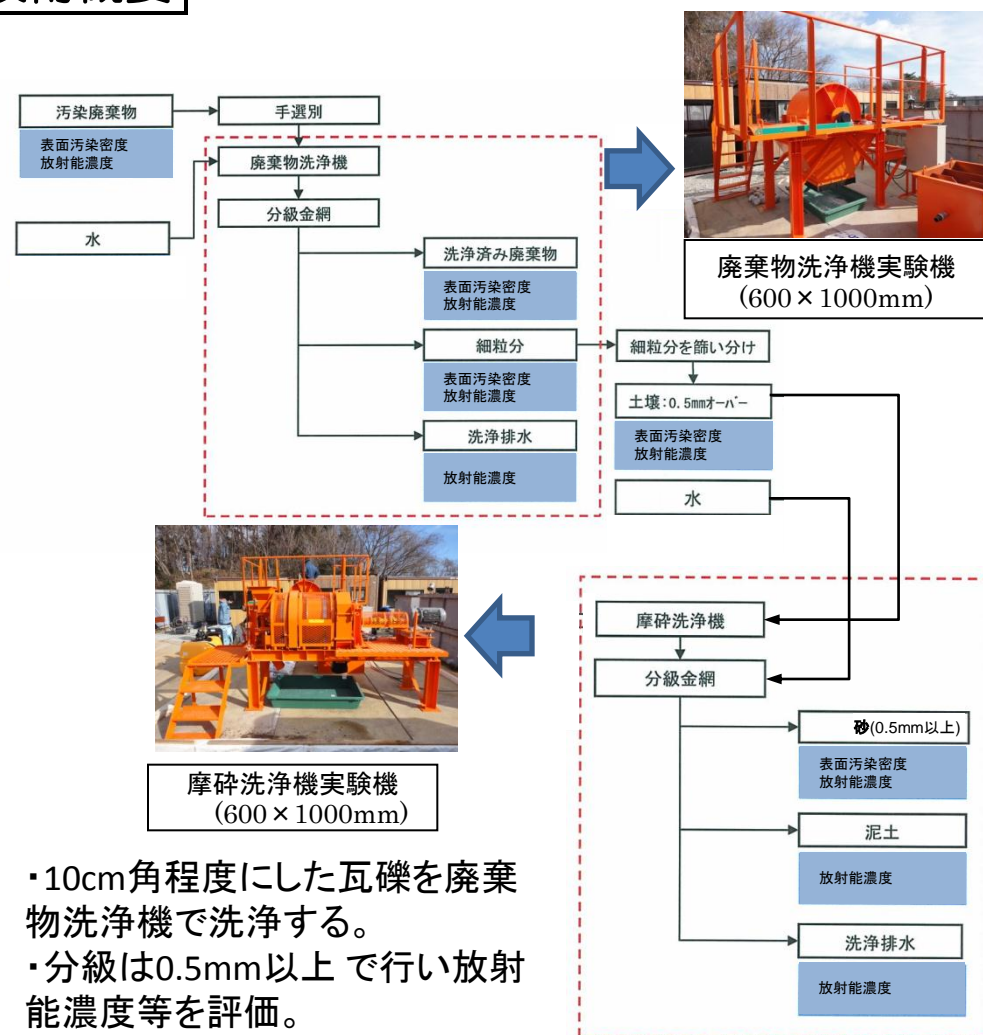 汚染廃棄物
表面汚染密度
放射能濃度
手選別
廃棄物洗浄機
分級金網
水
洗浄済み廃棄物
表面汚染密度
放射能濃度
細粒分
表面汚染密度
放射能濃度
洗浄排水
放射能濃度
廃棄物洗浄機実験機
(600×1000mm)
細粒分を篩い分け
土壌:0.5mmオーバー
表面汚染密度
放射能濃度
水
摩砕洗浄機
分級金網
砂(0.5mm以上)
表面汚染密度
放射能濃度
泥土
放射能濃度
洗浄排水
放射能濃度
摩砕洗浄機実験機
(600×1000mm)
・10cm角程度にした瓦礫を廃棄
物洗浄機で洗浄する。
・分級は0.5mm以上 で行い放射
能濃度等を評価。